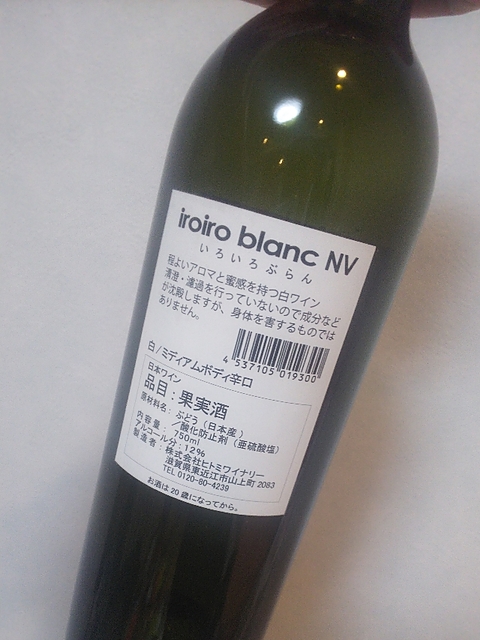 iroiro blanc NV
いろいろぶらん
程よいアロマと蜜感を持つ白ワイン
清澄・濾過を行っていないので成分など
が沈殿しますが、身体を害するものでは
ありません。
4 537105 019300
白/ミディアムボディ辛口
日本ワイン
品目：果実酒
原材料名：ぶどう（日本産）
／酸化防止剤（亜硫酸塩）
内容量：750ml
アルコール分：12%
製造者：株式会社ヒトミワイナリー
滋賀県東近江市山上町 2083
TEL 0120-80-4239
お酒は20歳になってから。